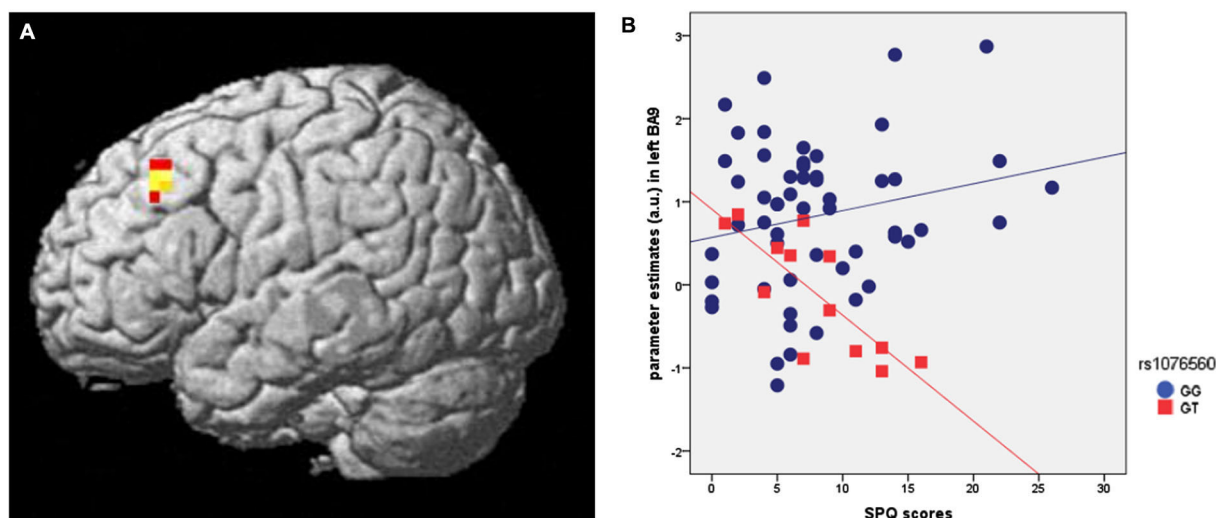 A
B
parameter estimates (a.u.) in left BA9
3
2
1
0
-1
-2
0 5 10 15 20 25 30
SPQ scores
rs1076560
GG
GT